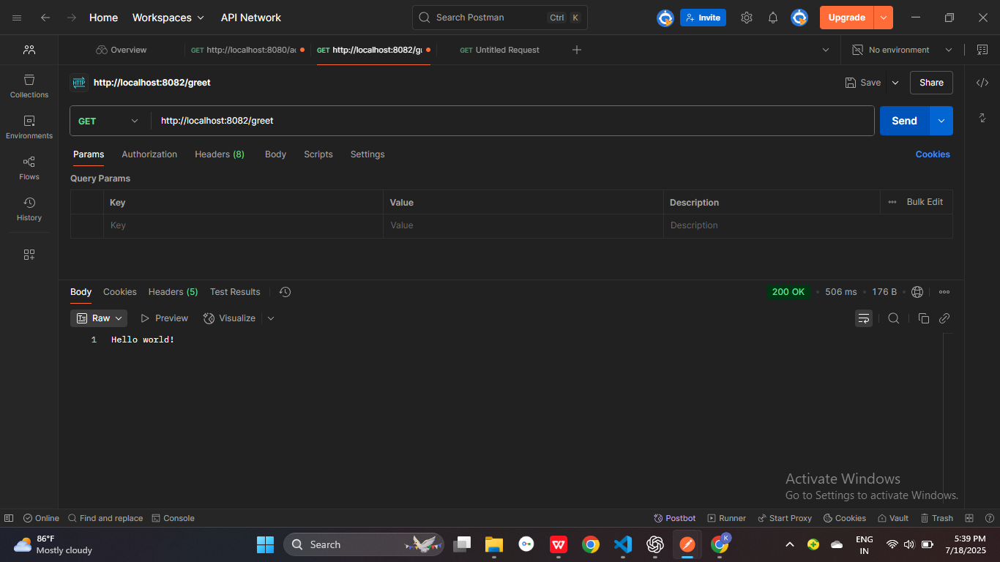 Home Workspaces API Network Search Postman Ctrl K Invite Upgrade
Overview GET http://localhost:8080/a GET http://localhost:8082/g GET Untitled Request No environment
HTTP http://localhost:8082/greet Save Share
Collections
GET http://localhost:8082/greet Send
Environments
Params Authorization Headers (8) Body Scripts Settings Cookies
Flows
Query Params
Key Value Description Bulk Edit
History
Key Value Description
Body Cookies Headers (5) Test Results 200 OK 506 ms 176 B
Raw Preview Visualize
1 Hello world!
Activate Windows
Go to Settings to activate Windows.
Online Find and replace Console Postbot Runner Start Proxy Cookies Vault Trash
86°F
Mostly cloudy
Search
W
K
ENG
IN
5:39 PM
7/18/2025